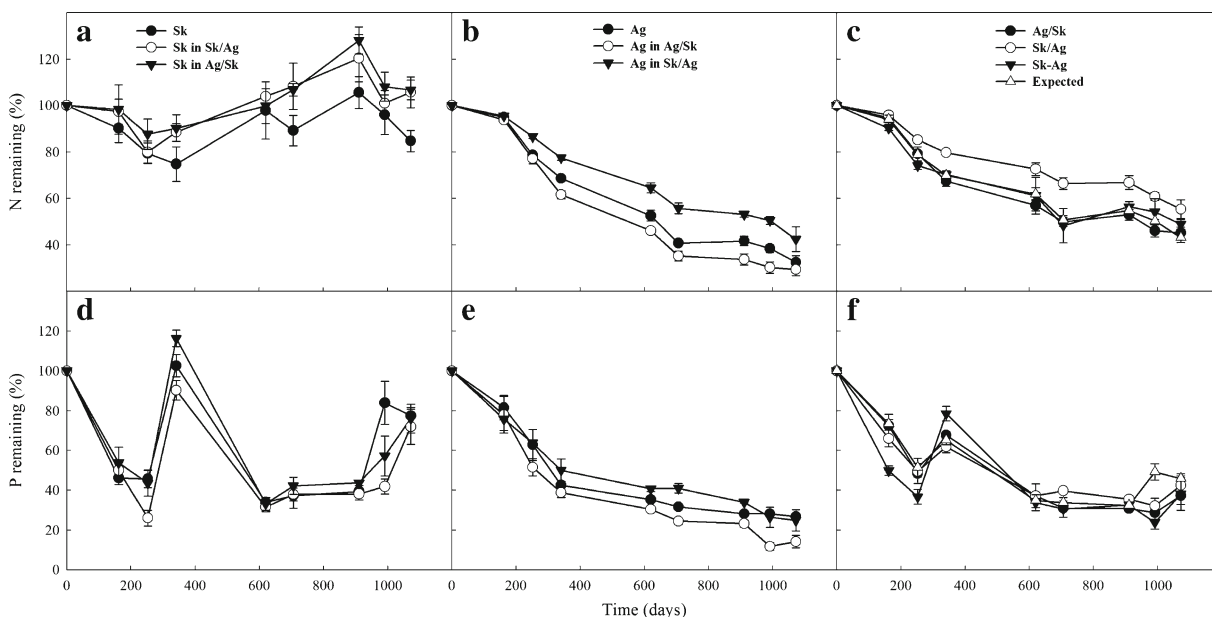 a
Sk
Sk in Sk/Ag
Sk in Ag/Sk
b
Ag
Ag in Ag/Sk
Ag in Sk/Ag
c
Ag/Sk
Sk/Ag
Sk-Ag
Expected
N remaining (%)
120
100
80
60
40
d
e
f
P remaining (%)
120
100
80
60
40
20
0
0 200 400 600 800 1000
0 200 400 600 800 1000
0 200 400 600 800 1000
Time (days)